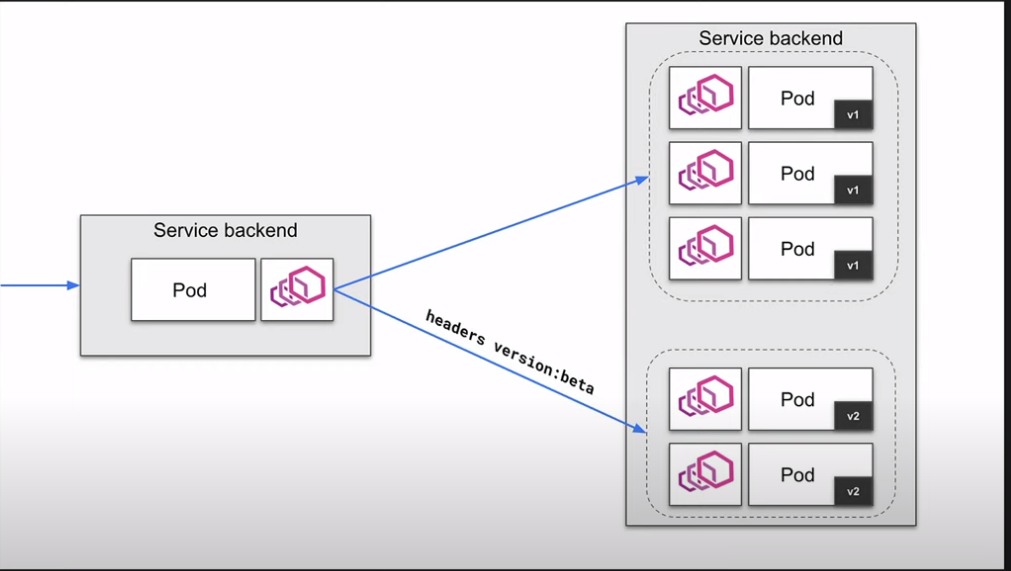 Service backend
Pod
headers version:beta
Service backend
Pod
v1
Pod
v1
Pod
v1
Pod
v2
Pod
v2